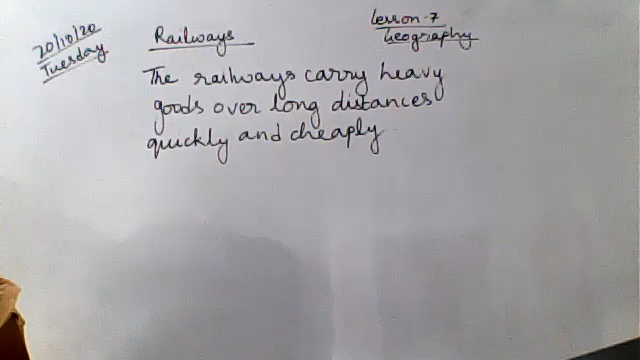 20/10/20
Tuesday
Railways
Lesson-7
Geography
The railways carry heavy
goods over long distances
quickly and cheaply.